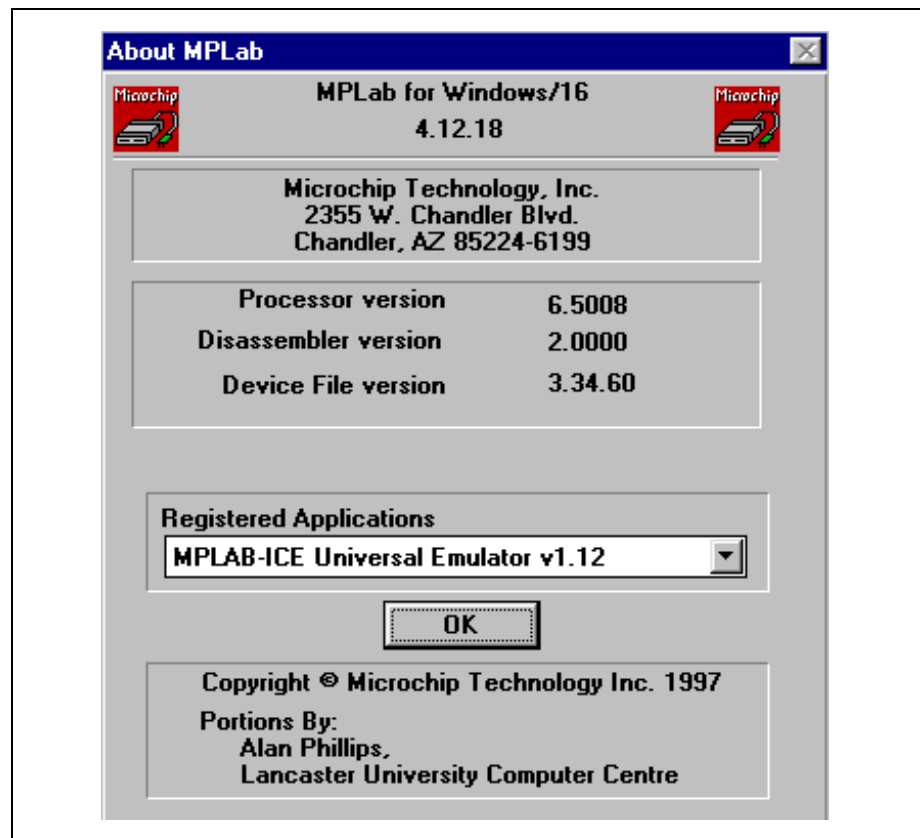 About MPLab
Microchip
MPLab for Windows/16
Microchip
4.12.18
Microchip Technology, Inc.
2355 W. Chandler Blvd.
Chandler, AZ 85224-6199
Processor version 6.5008
Disassembler version 2.0000
Device File version 3.34.60
Registered Applications
MPLAB-ICE Universal Emulator v1.12
OK
Copyright © Microchip Technology Inc. 1997
Portions By:
Alan Phillips,
Lancaster University Computer Centre